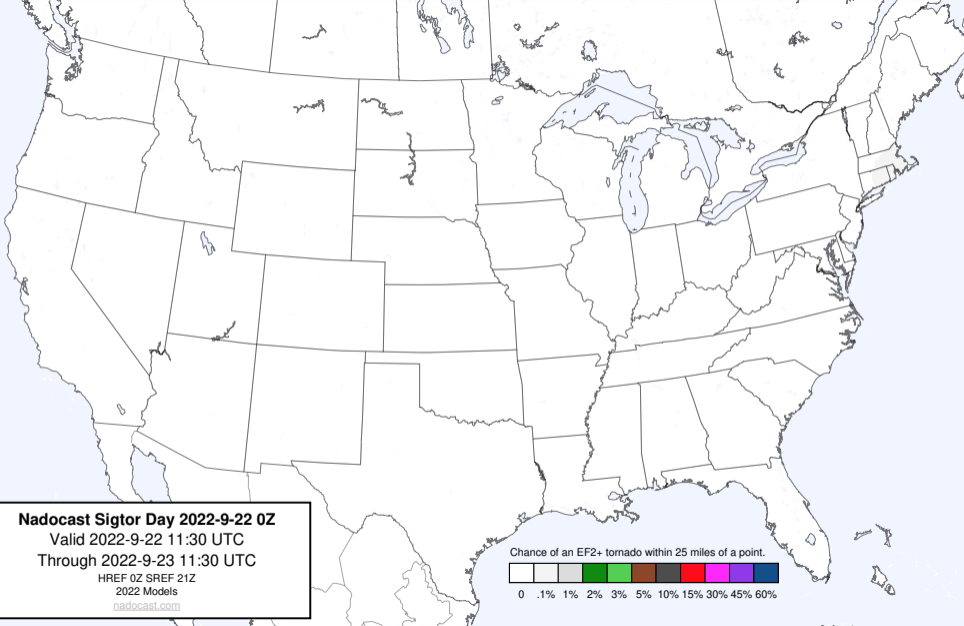 Nadocast Sigtor Day 2022-9-22 0Z
Valid 2022-9-22 11:30 UTC
Through 2022-9-23 11:30 UTC
HREF 0Z SREF 21Z
2022 Models
nadocast.com
Chance of an EF2+ tornado within 25 miles of a point.
0 .1% 1% 2% 3% 5% 10% 15% 30% 45% 60%